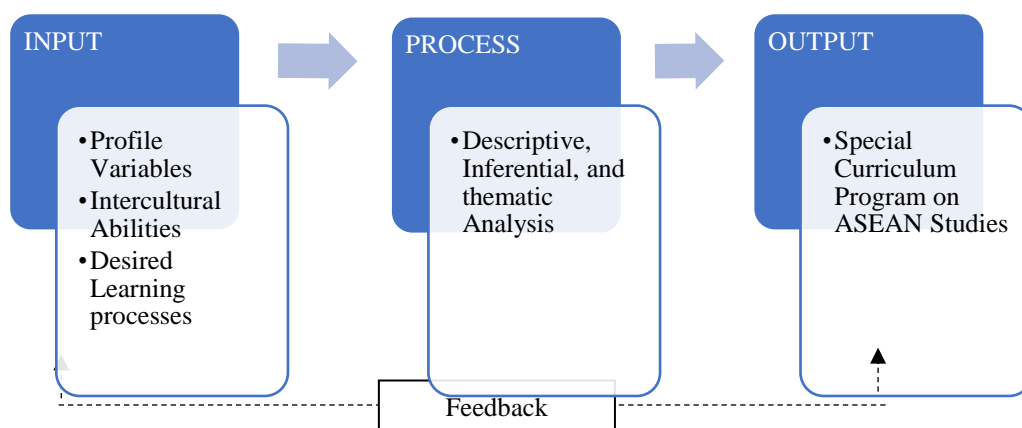 INPUT
•Profile
Variables
•Intercultural
Abilities
•Desired
Learning
processes
PROCESS
•Descriptive,
Inferential, and
thematic
Analysis
OUTPUT
•Special
Curriculum
Program on
ASEAN Studies
Feedback